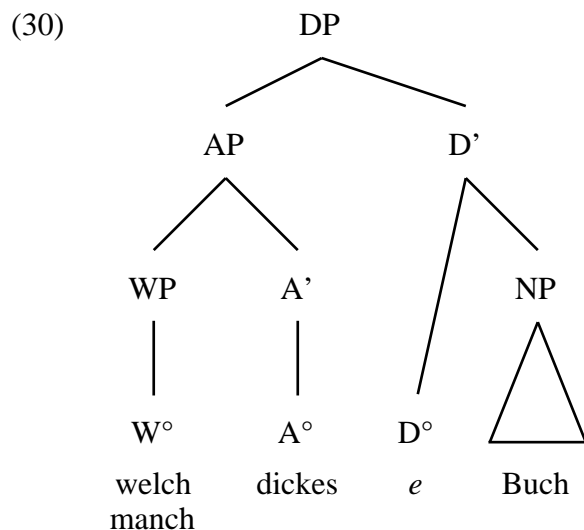 (30) DP
AP D’
WP A’ NP
W° A° D°
welch dickes e Buch
manch